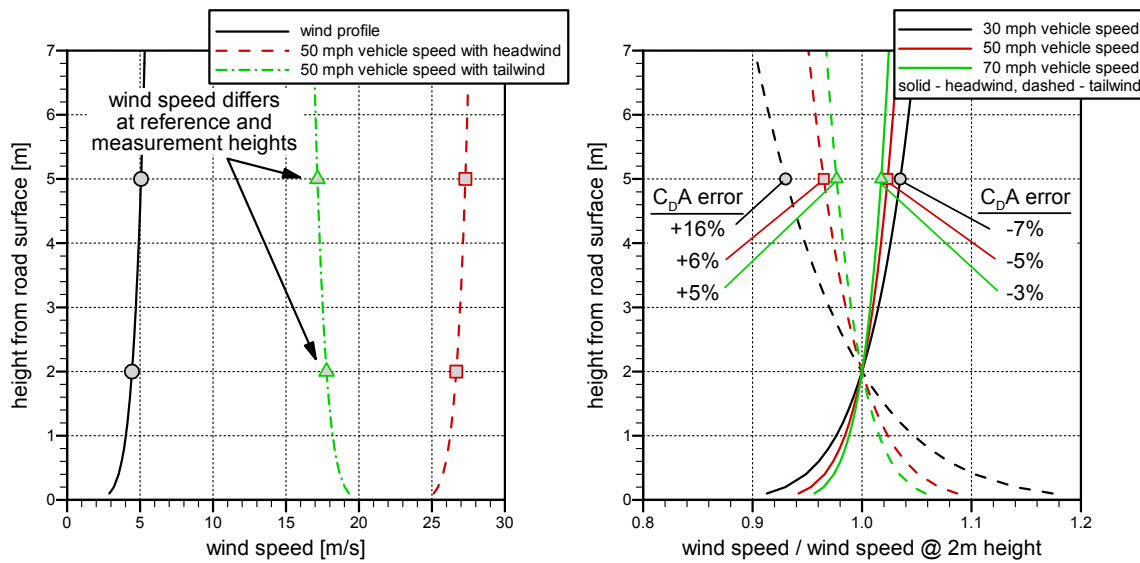 wind profile
50 mph vehicle speed with headwind
50 mph vehicle speed with tailwind
wind speed differs
at reference and
measurement heights
7
6
5
4
3
2
1
0
height from road surface [m]
0 5 10 15 20 25 30
wind speed [m/s]
30 mph vehicle speed
50 mph vehicle speed
70 mph vehicle speed
solid - headwind, dashed - tailwind
7
6
5
4
3
2
1
0
height from road surface [m]
C_DA error
+16%
+6%
+5%
C_DA error
-7%
-5%
-3%
0.8 0.9 1.0 1.1 1.2
wind speed / wind speed @ 2m height